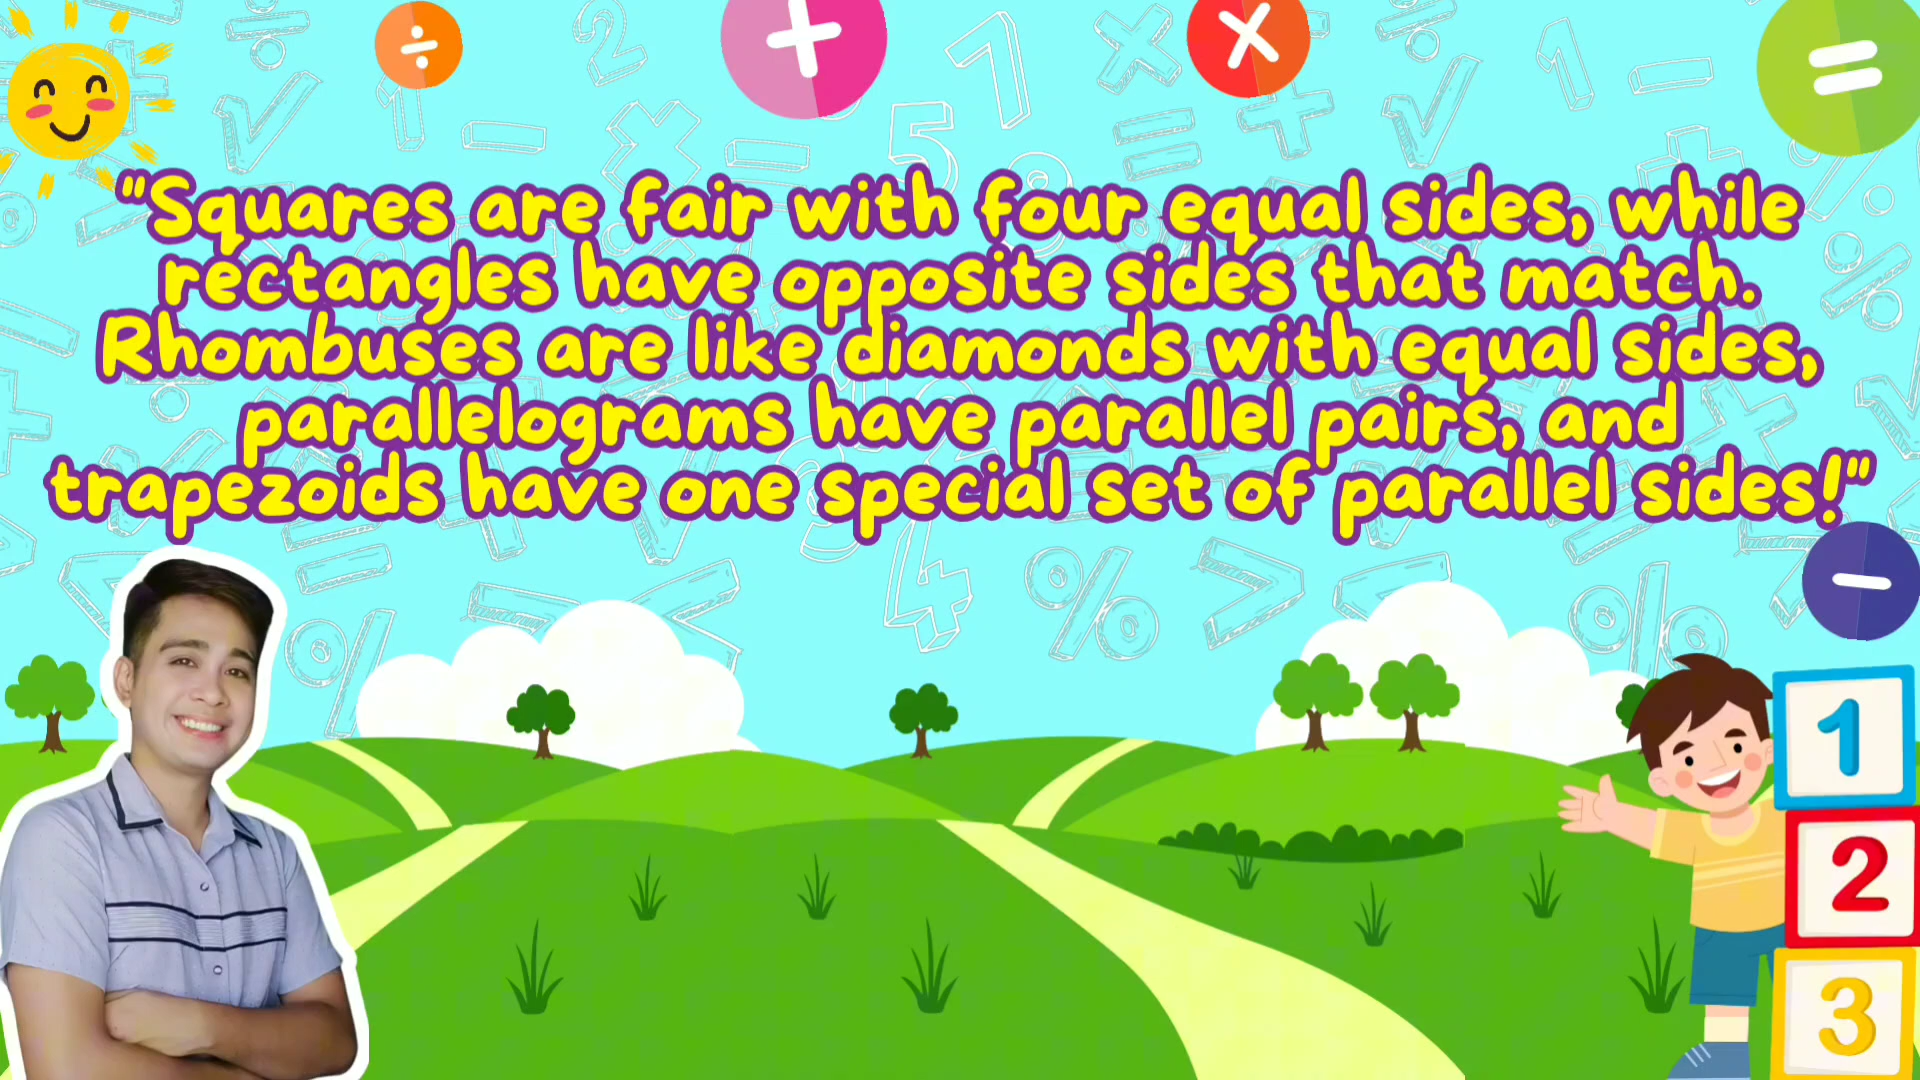 "Squares are fair with four equal sides, while
rectangles have opposite sides that match.
Rhombuses are like diamonds with equal sides,
parallelograms have parallel pairs, and
trapezoids have one special set of parallel sides!"
1
2
3